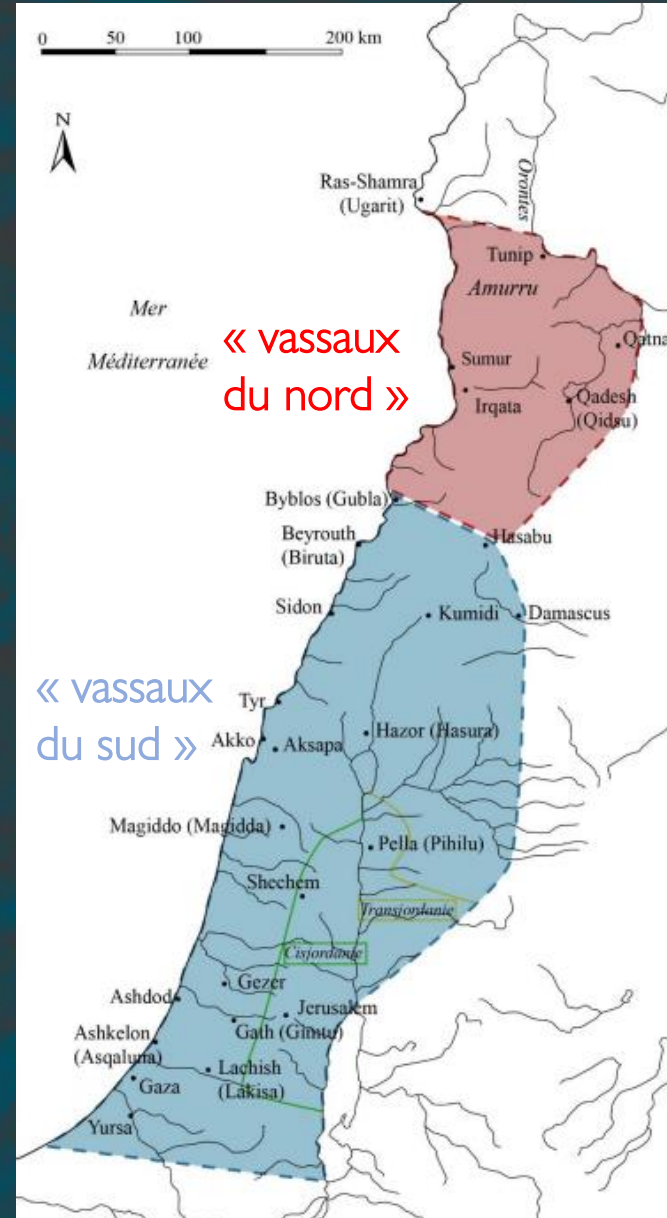 0 50 100 200 km
N
Ras-Shamra
(Ugarit)
Orontes
Tunip
Amurru
Mer
Méditerranée
« vassaux
du nord »
Qatna
Sumur
Irqata
Qadesh
(Qidsu)
Byblos (Gubla)
Beyrouth
(Biruta)
Hasabu
Sidon
Kumidi
Damascus
« vassaux
du sud »
Tyr
Akko
Aksapa
Hazor (Hasura)
Magiddo (Magidda)
Pella (Pihilu)
Shechem
Transjordanie
Cisjordanie
Gezer
Ashdod
Jerusalem
Gath (Gimtu)
Ashkelon
(Asqaluna)
Lachish
(Lakisa)
Gaza
Yursa